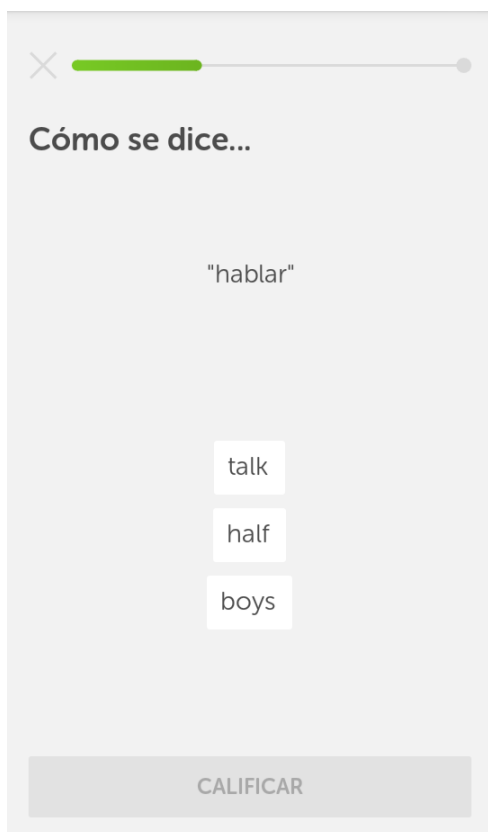 Cómo se dice...
"hablar"
talk
half
boys
CALIFICAR